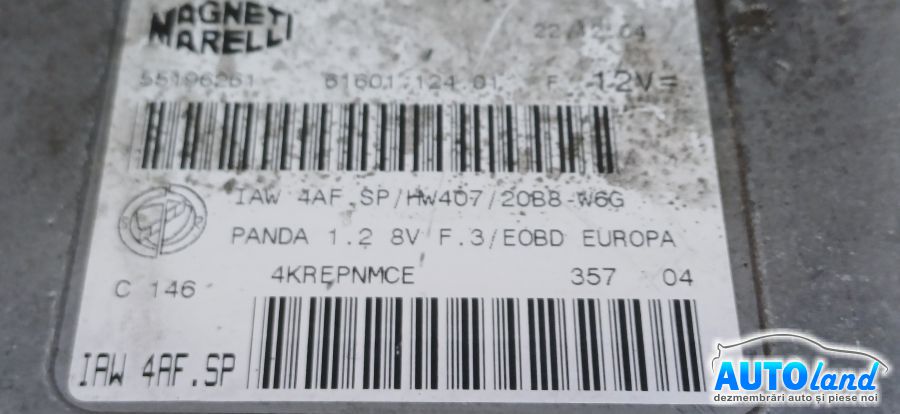 MAGNETI
MARELLI
22/12/04
55196261 61601.124.01 F 12V=
IAW 4AF.SP/HW407/20B8-W6G
PANDA 1.2 8V F.3/EOBD EUROPA
4KREPNMCE 357 04
C 146
IAW 4AF.SP
AUTOland
dezmembrări auto și piese noi